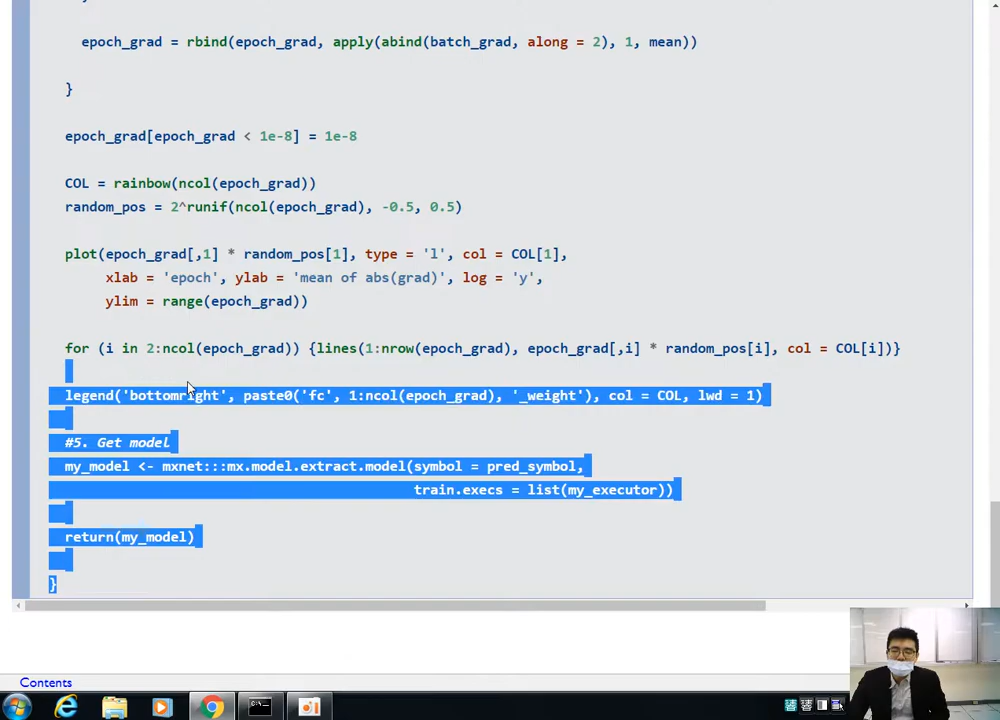 epoch_grad = rbind(epoch_grad, apply(abind(batch_grad, along = 2), 1, mean))
}
epoch_grad[epoch_grad < 1e-8] = 1e-8
COL = rainbow(ncol(epoch_grad))
random_pos = 2^runif(ncol(epoch_grad), -0.5, 0.5)
plot(epoch_grad[,1] * random_pos[1], type = 'l', col = COL[1],
xlab = 'epoch', ylab = 'mean of abs(grad)', log = 'y',
ylim = range(epoch_grad))
for (i in 2:ncol(epoch_grad)) {lines(1:nrow(epoch_grad), epoch_grad[,i] * random_pos[i], col = COL[i])}
legend('bottomright', paste0('fc', 1:ncol(epoch_grad), '_weight'), col = COL, lwd = 1)
#5. Get model
my_model <- mxnet:::mx.model.extract.model(symbol = pred_symbol,
train.execs = list(my_executor))
return(my_model)
}
Contents